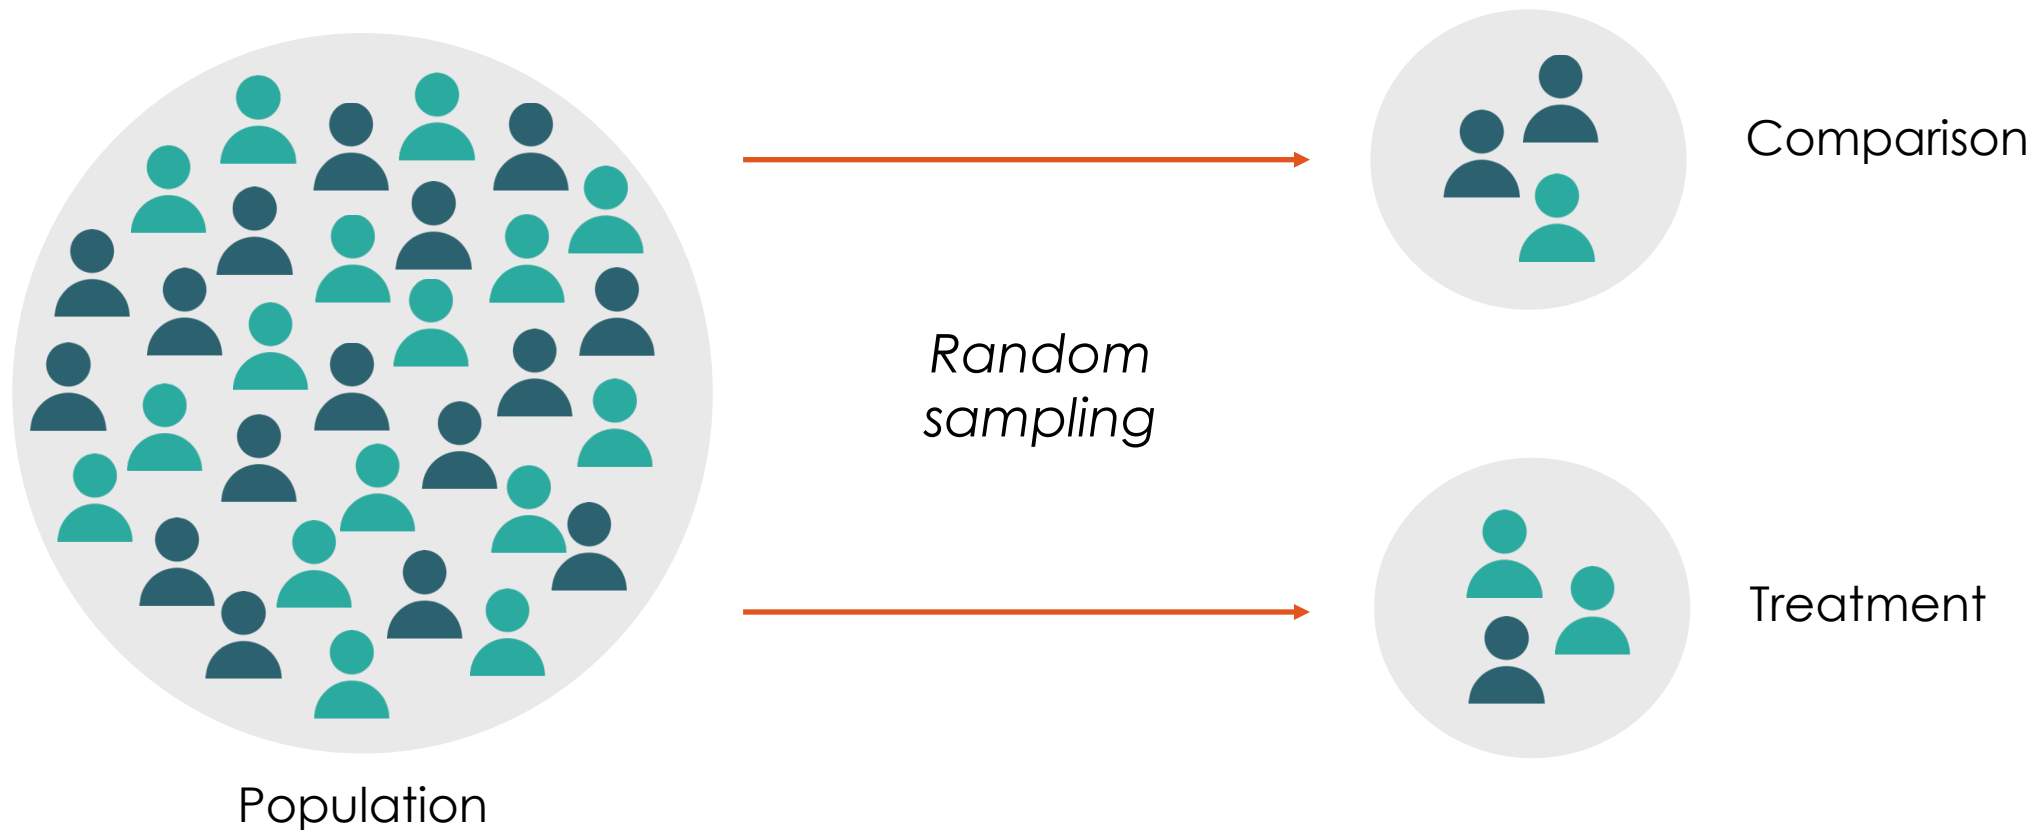 Comparison
Random
sampling
Treatment
Population